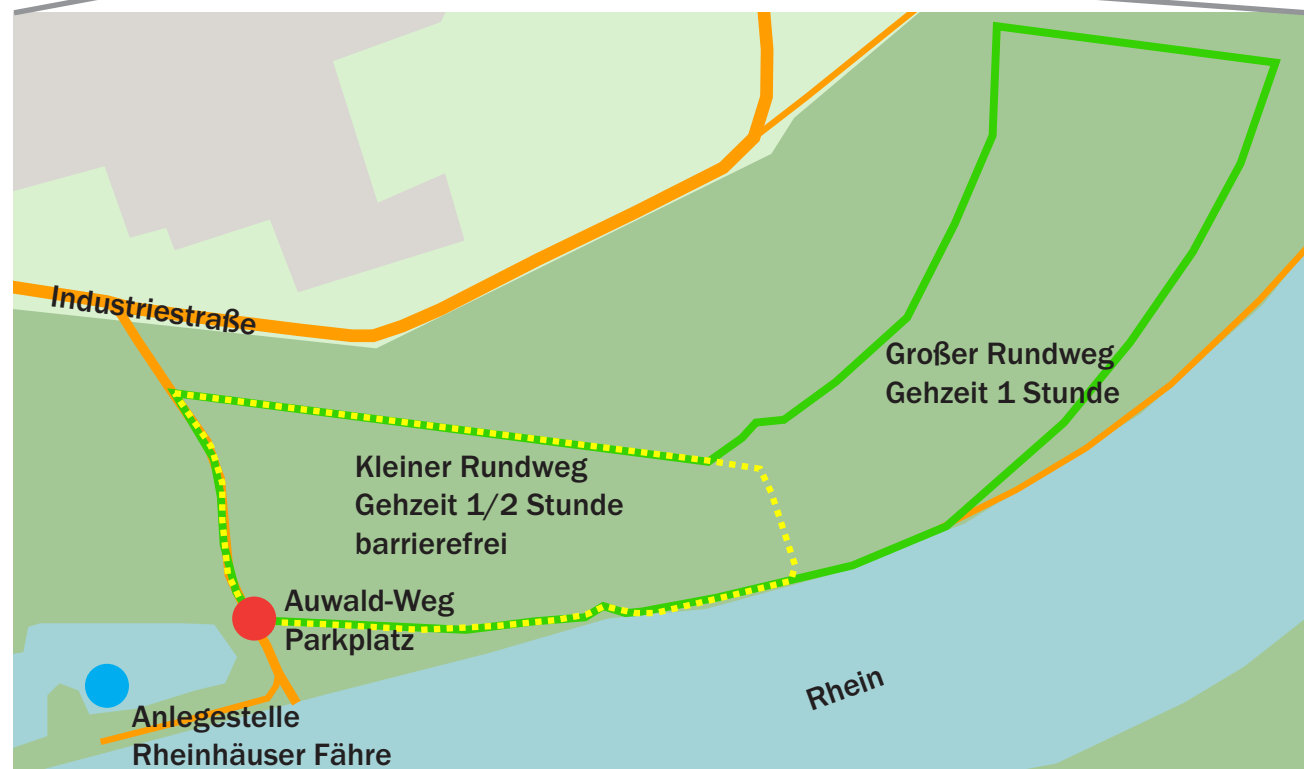 Industriestraße
Großer Rundweg
Gehzeit 1 Stunde
Kleiner Rundweg
Gehzeit 1/2 Stunde
barrierefrei
Auwald-Weg
Parkplatz
Rhein
Anlegestelle
Rheinhäuser Fähre